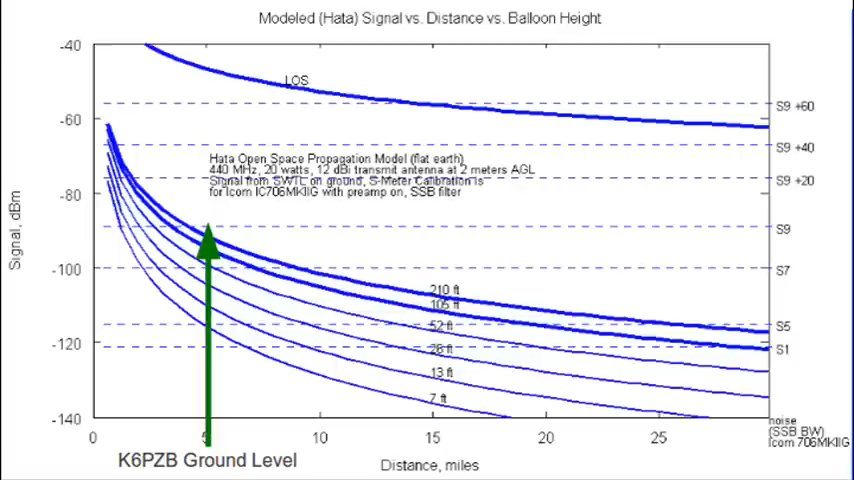 Modeled (Hata) Signal vs. Distance vs. Balloon Height
-40
LOS
S9 +60
-60
S9 +40
Hata Open Space Propagation Model (flat earth)
440 MHz, 20 watts, 12 dBi transmt antenna at 2 meters AGL
S9 +20
Signal from SWTL on ground, S-Meter Calibration is
for Icom IC706MKIIG with preamp on, SSB filter
-80
Signal, dBm
S9
-100
S7
210 ft
105 ft
S5
52 ft
-120
26 ft
S1
13 ft
7 ft
-140
noise
(SSB BW)
Icom 706MKIIG
0
5
10
15
20
25
K6PZB Ground Level
Distance, miles